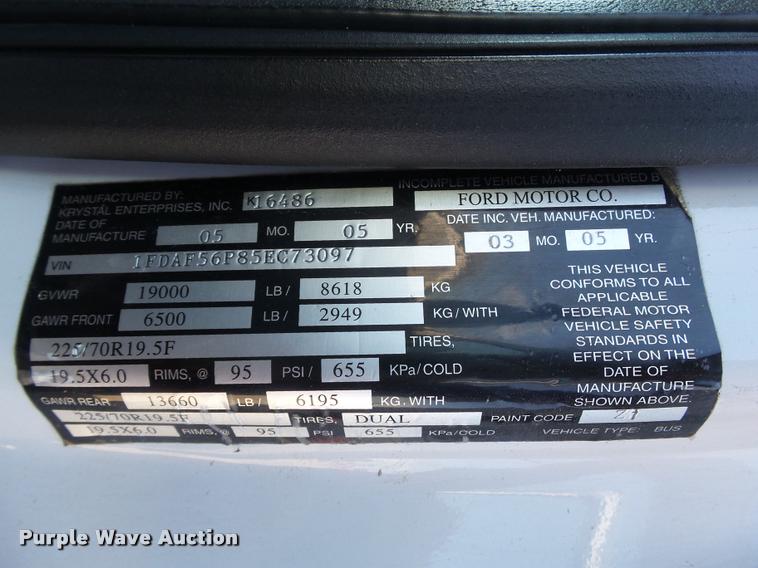 MANUFACTURED BY: K16486
KRYSTAL ENTERPRISES, INC.
DATE OF
MANUFACTURE 05 MO. 05 YR.
INCOMPLETE VEHICLE MANUFACTURED B
FORD MOTOR CO.
DATE INC. VEH. MANUFACTURED:
03 MO. 05 YR.
VIN 1FDAF56P85EC73097
GVWR 19000 LB / 8618 KG
GAWR FRONT 6500 LB / 2949 KG / WITH
225/70R19.5F TIRES,
19.5X6.0 RIMS, @ 95 PSI / 655 KPa/COLD
GAWR REAR 13660 LB / 6195 KG. WITH
225/70R19.5F TIRES, DUAL
19.5X6.0 RIMS, @ 95 PSI 655 KPa/COLD
THIS VEHICLE
CONFORMS TO ALL
APPLICABLE
FEDERAL MOTOR
VEHICLE SAFETY
STANDARDS IN
EFFECT ON THE
DATE OF
MANUFACTURE
SHOWN ABOVE.
PAINT CODE Z1
VEHICLE TYPE: BUS
Purple Wave Auction